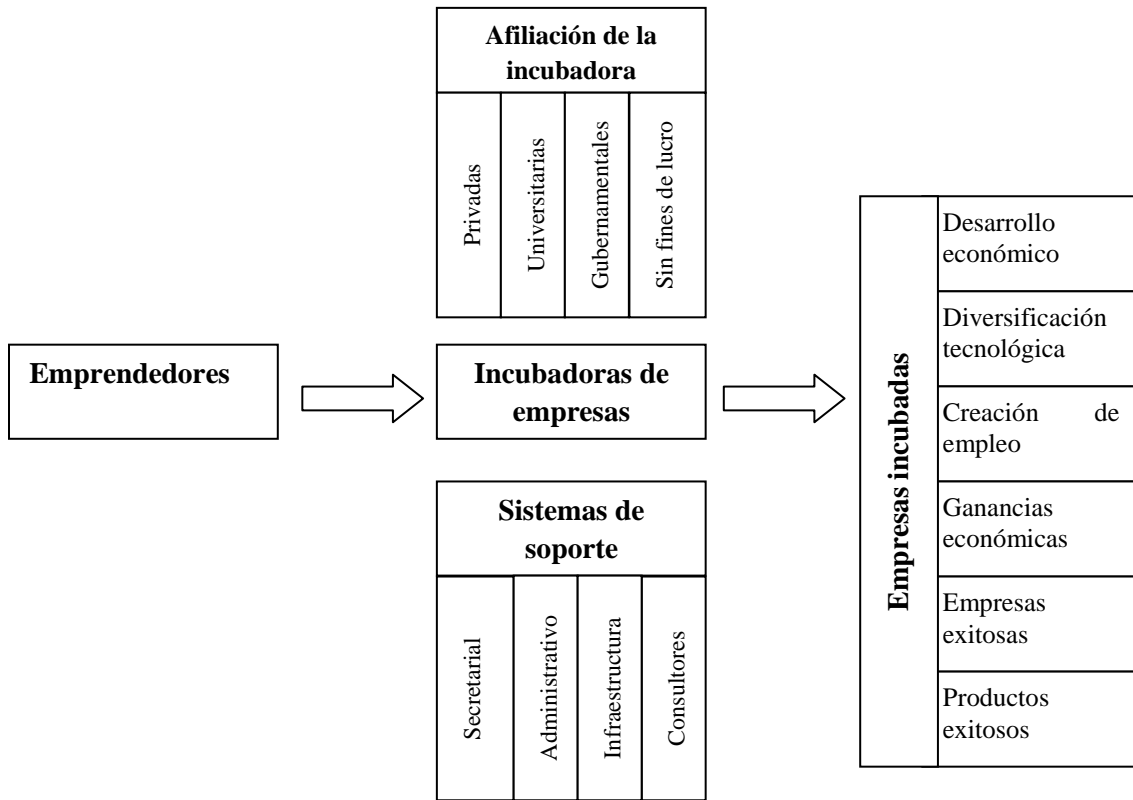 Afiliación de la
incubadora
Privadas
Universitarias
Gubernamentales
Sin fines de lucro
Emprendedores
Incubadoras de
empresas
Sistemas de
soporte
Secretarial
Administrativo
Infraestructura
Consultores
Empresas incubadas
Desarrollo
económico
Diversificación
tecnológica
Creación de
empleo
Ganancias
económicas
Empresas
exitosas
Productos
exitosos